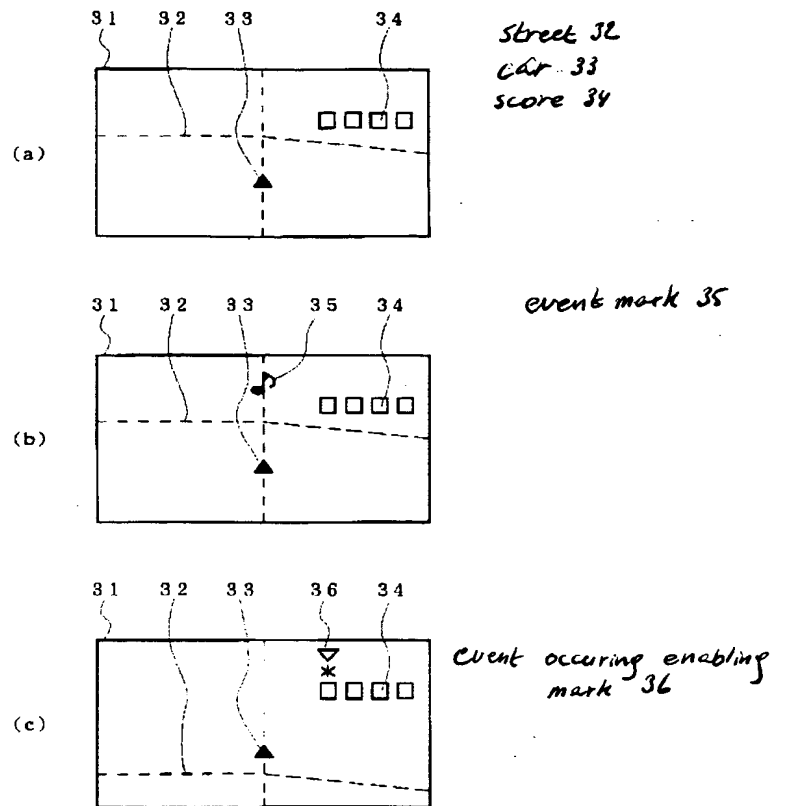 31 32 33 34
street 32
car 33
score 34
(a)
31 32 33 35 34
event mark 35
(b)
31 32 33 36 34
event occuring enabling
mark 36
(c)